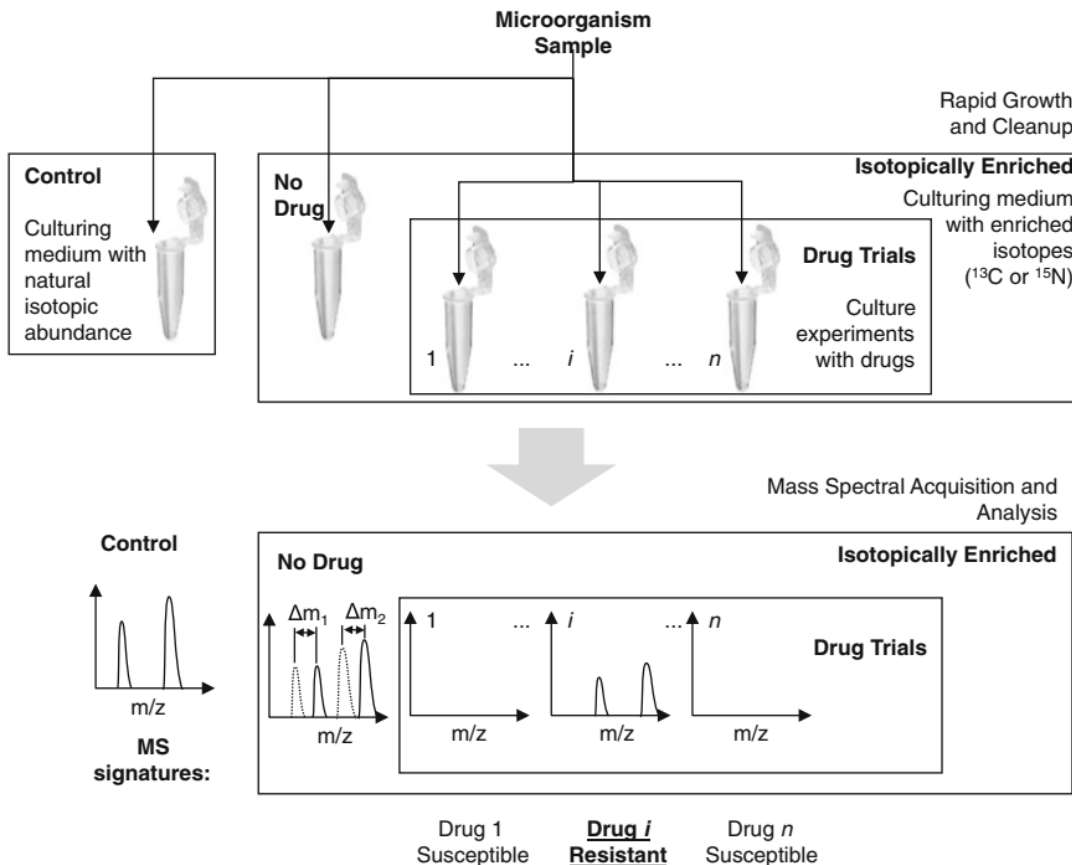 Microorganism
Sample
Rapid Growth
and Cleanup
Control
Culturing
medium with
natural
isotopic
abundance
No
Drug
Isotopically Enriched
Culturing medium
with enriched
isotopes
(¹³C or ¹⁵N)
Drug Trials
Culture
experiments
with drugs
1 ... i ... n
Mass Spectral Acquisition and
Analysis
Control
m/z
MS
signatures:
No Drug
Isotopically Enriched
Δm₁ Δm₂
m/z
1 ... i ... n
Drug Trials
m/z m/z m/z
Drug 1
Susceptible
Drug i
Resistant
Drug n
Susceptible